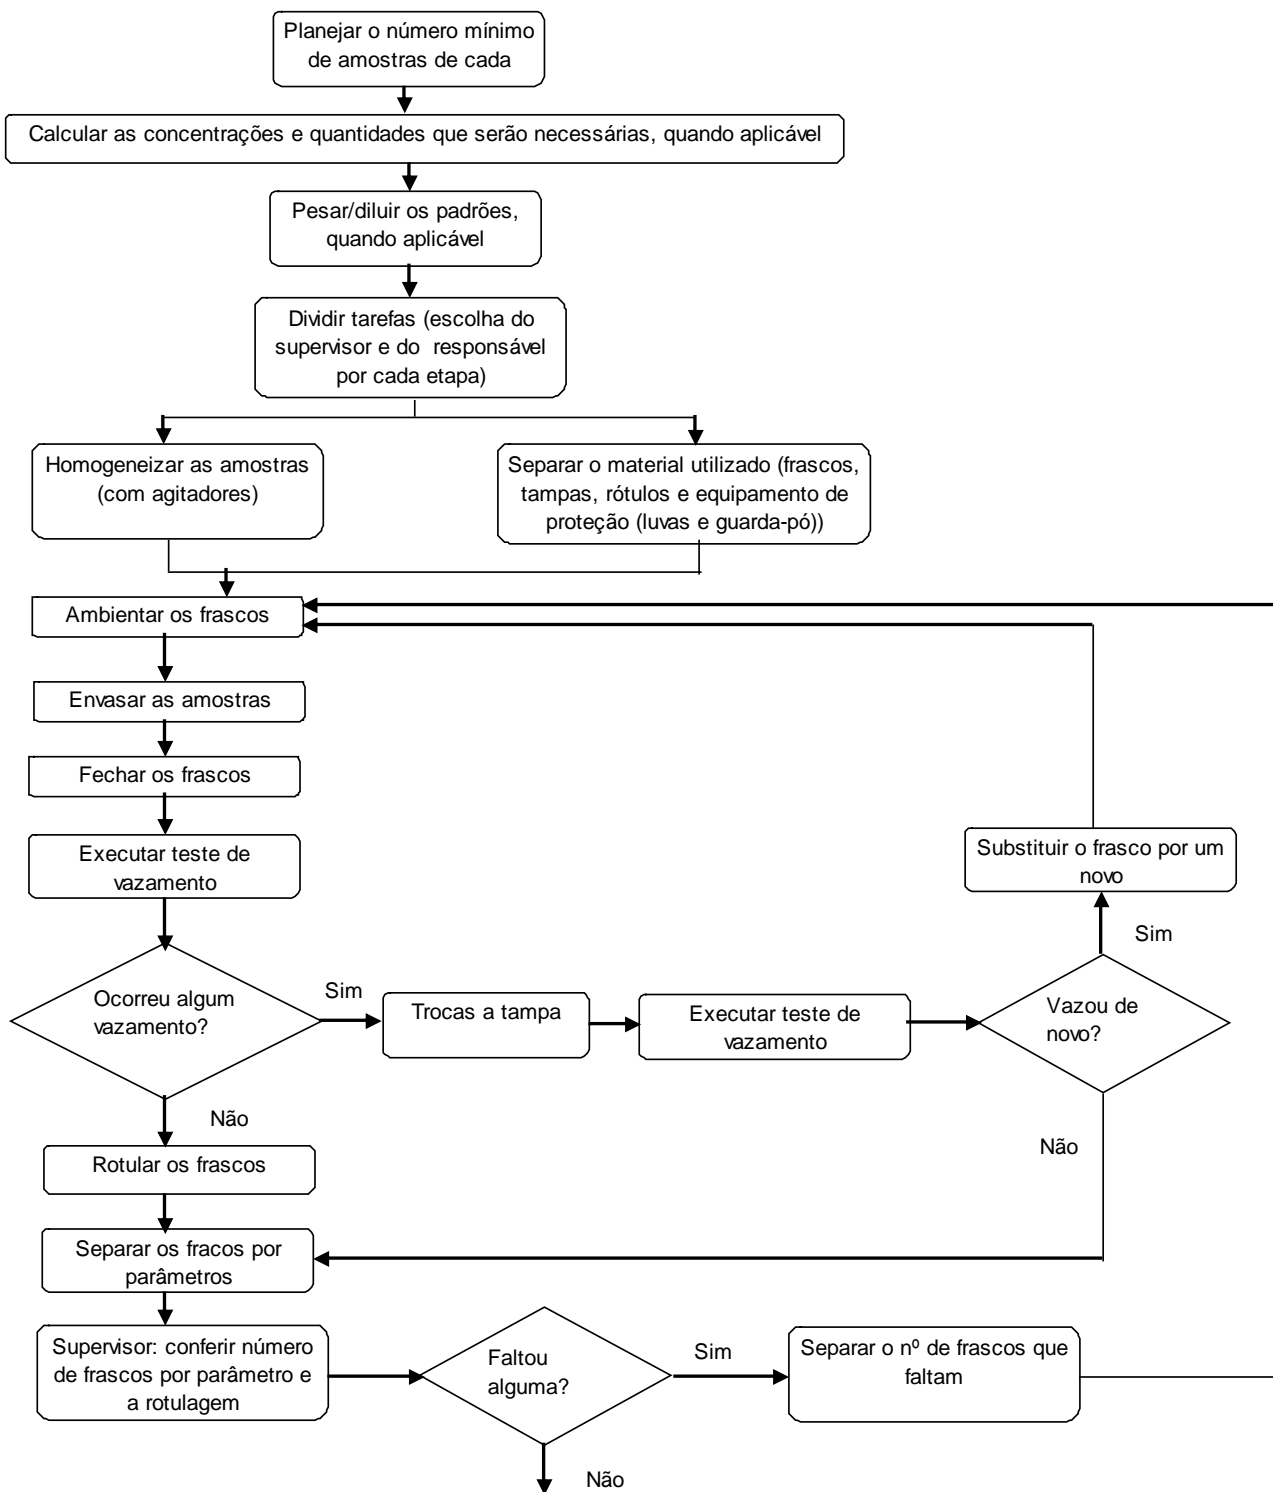 Planejar o número mínimo
de amostras de cada
Calcular as concentrações e quantidades que serão necessárias, quando aplicável
Pesar/diluir os padrões,
quando aplicável
Dividir tarefas (escolha do
supervisor e do responsável
por cada etapa)
Homogeneizar as amostras
(com agitadores)
Separar o material utilizado (frascos,
tampas, rótulos e equipamento de
proteção (luvas e guarda-pó))
Ambientar os frascos
Envasar as amostras
Fechar os frascos
Executar teste de
vazamento
Substituir o frasco por um
novo
Sim
Ocorreu algum
vazamento?
Sim
Trocas a tampa
Executar teste de
vazamento
Vazou de
novo?
Não
Não
Rotular os frascos
Separar os fracos por
parâmetros
Supervisor: conferir número
de frascos por parâmetro e
a rotulagem
Faltou
alguma?
Sim
Separar o nº de frascos que
faltam
Não